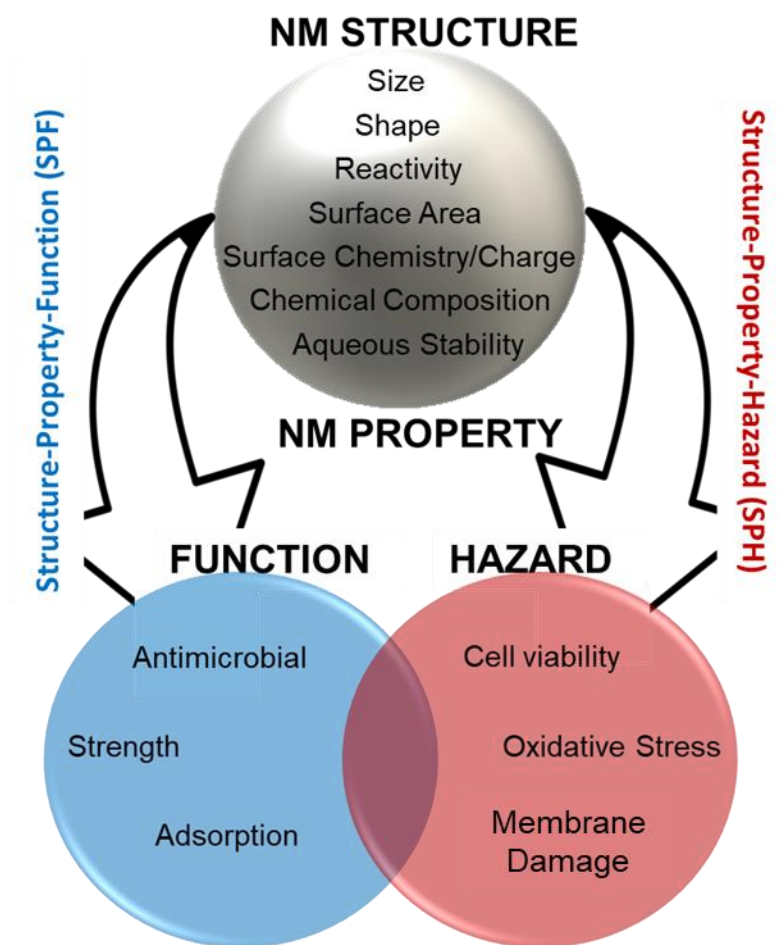 NM STRUCTURE
Size
Shape
Reactivity
Surface Area
Surface Chemistry/Charge
Chemical Composition
Aqueous Stability
NM PROPERTY
Structure-Property-Function (SPF)
Structure-Property-Hazard (SPH)
FUNCTION
HAZARD
Antimicrobial
Strength
Adsorption
Cell viability
Oxidative Stress
Membrane
Damage